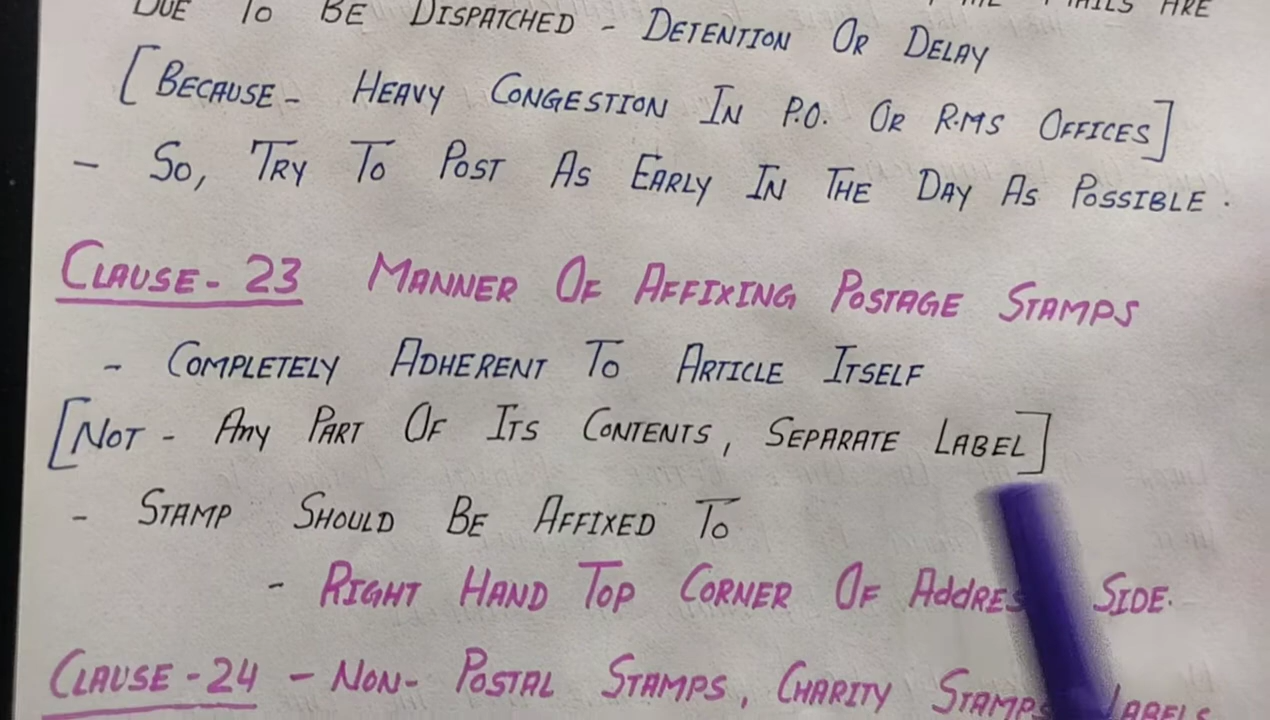 DUE TO BE DISPATCHED - DETENTION OR DELAY MAILS ARE
[BECAUSE - HEAVY CONGESTION IN P.O. OR R.MS OFFICES]
- SO, TRY TO POST AS EARLY IN THE DAY AS POSSIBLE.
CLAUSE - 23 MANNER OF AFFIXING POSTAGE STAMPS
- COMPLETELY ADHERENT TO ARTICLE ITSELF
[NOT - ANY PART OF ITS CONTENTS, SEPARATE LABEL]
- STAMP SHOULD BE AFFIXED TO
- RIGHT HAND TOP CORNER OF SIDE.
CLAUSE - 24 - NON - POSTAL STAMPS, CHARITY